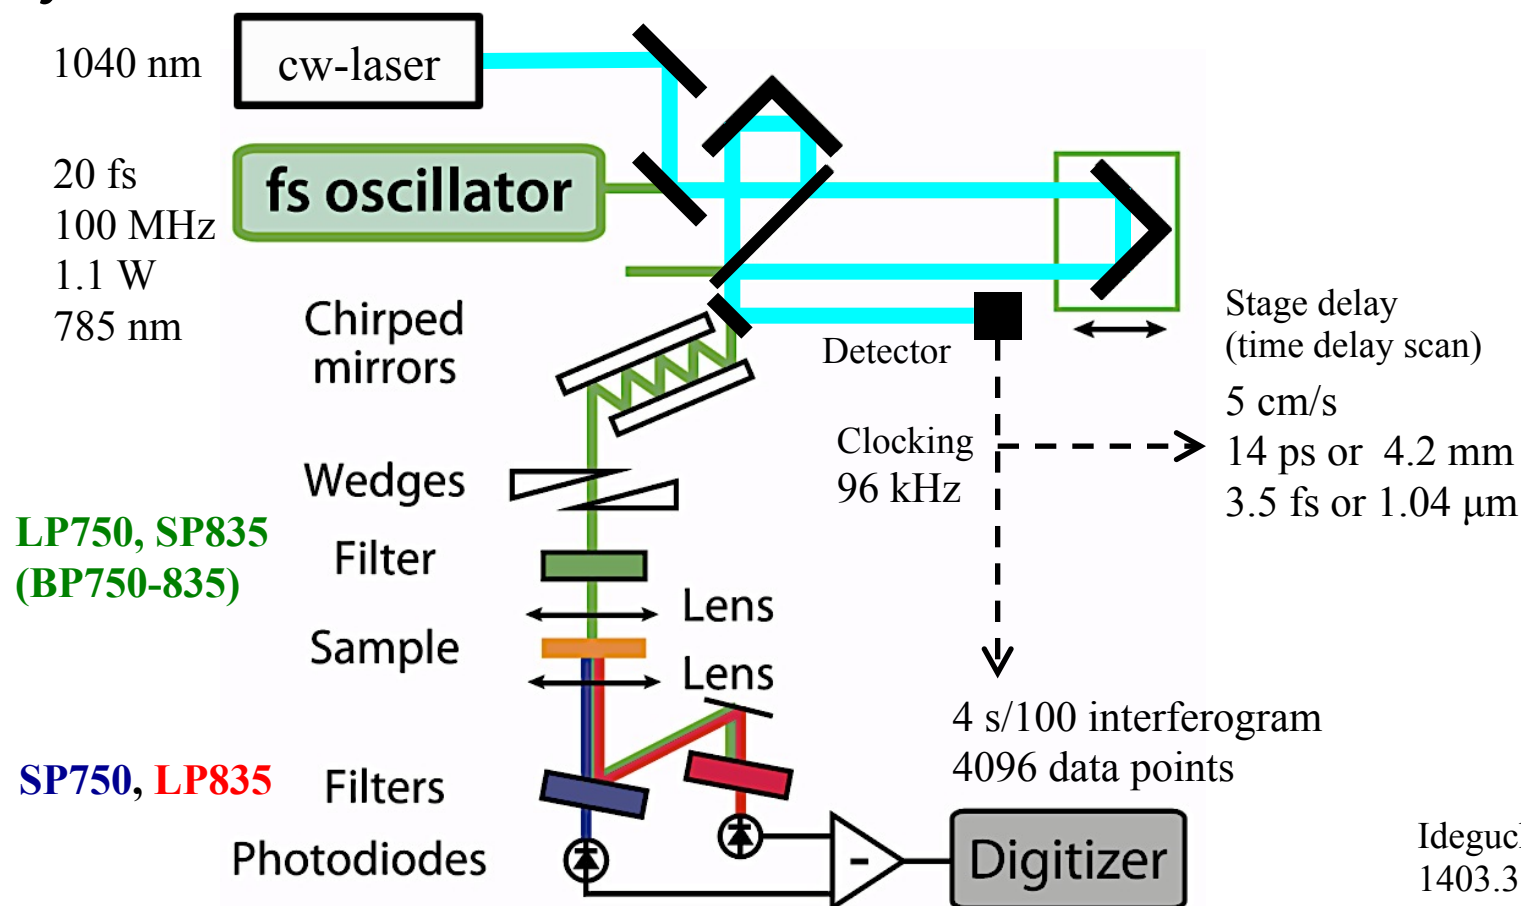 1040 nm
cw-laser
20 fs
100 MHz
1.1 W
785 nm
fs oscillator
Chirped
mirrors
Detector
Stage delay
(time delay scan)
5 cm/s
14 ps or 4.2 mm
3.5 fs or 1.04 μm
Clocking
96 kHz
Wedges
LP750, SP835
(BP750-835)
Filter
Lens
Sample
Lens
4 s/100 interferogram
4096 data points
SP750, LP835
Filters
Photodiodes
-
Digitizer
1403.3